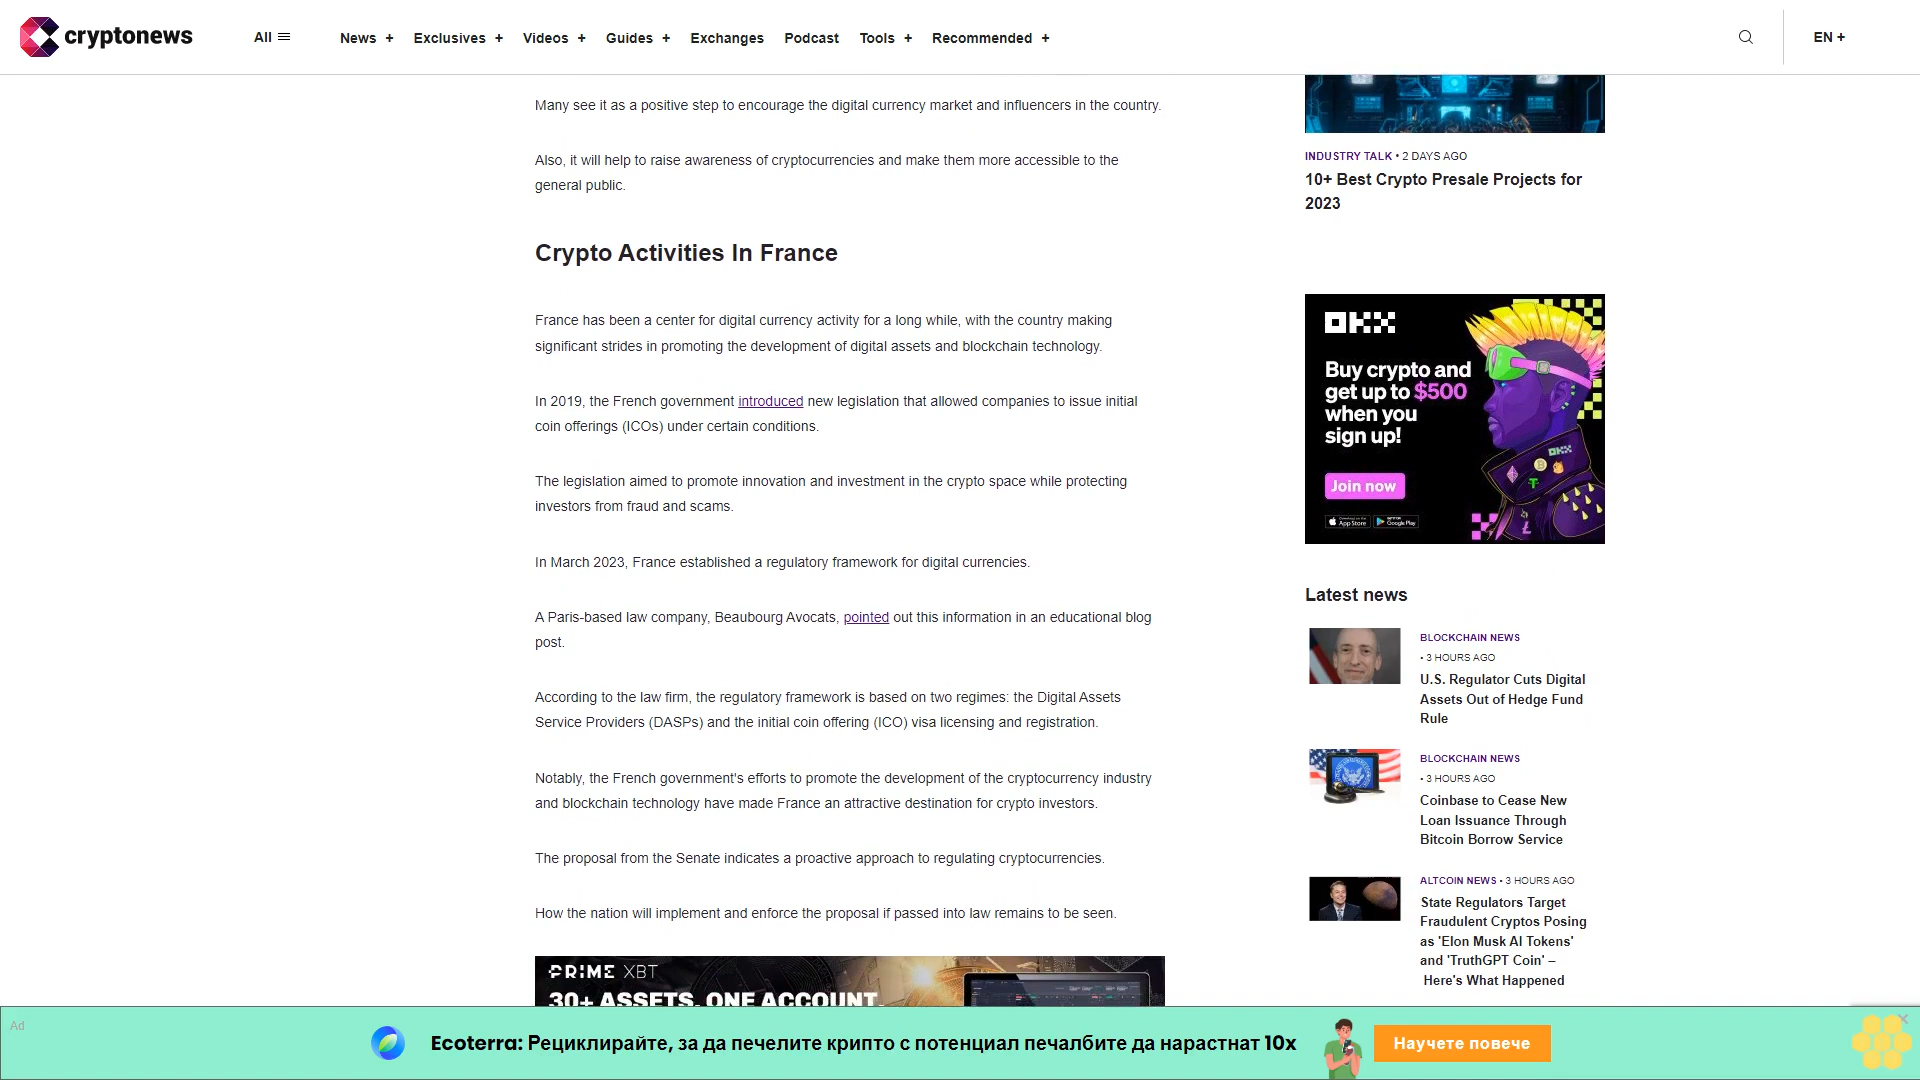 cryptonews
All
News +
Exclusives +
Videos +
Guides +
Exchanges
Podcast
Tools +
Recommended +
EN +
Many see it as a positive step to encourage the digital currency market and influencers in the country.
Also, it will help to raise awareness of cryptocurrencies and make them more accessible to the
general public.
Crypto Activities In France
France has been a center for digital currency activity for a long while, with the country making
significant strides in promoting the development of digital assets and blockchain technology.
In 2019, the French government introduced new legislation that allowed companies to issue initial
coin offerings (ICOs) under certain conditions.
The legislation aimed to promote innovation and investment in the crypto space while protecting
investors from fraud and scams.
In March 2023, France established a regulatory framework for digital currencies.
A Paris-based law company, Beaubourg Avocats, pointed out this information in an educational blog
post.
According to the law firm, the regulatory framework is based on two regimes: the Digital Assets
Service Providers (DASPs) and the initial coin offering (ICO) visa licensing and registration.
Notably, the French government's efforts to promote the development of the cryptocurrency industry
and blockchain technology have made France an attractive destination for crypto investors.
The proposal from the Senate indicates a proactive approach to regulating cryptocurrencies.
How the nation will implement and enforce the proposal if passed into law remains to be seen.
PRIME XBT
30+ ASSETS. ONE ACCOUNT.
INDUSTRY TALK • 2 DAYS AGO
10+ Best Crypto Presale Projects for
2023
OKX
Buy crypto and
get up to $500
when you
sign up!
Join now
Download on the
App Store
GET IT ON
Google Play
OKX
Latest news
BLOCKCHAIN NEWS
• 3 HOURS AGO
U.S. Regulator Cuts Digital
Assets Out of Hedge Fund
Rule
BLOCKCHAIN NEWS
• 3 HOURS AGO
Coinbase to Cease New
Loan Issuance Through
Bitcoin Borrow Service
ALTCOIN NEWS • 3 HOURS AGO
State Regulators Target
Fraudulent Cryptos Posing
as 'Elon Musk AI Tokens'
and 'TruthGPT Coin' –
Here's What Happened
Ad
Ecoterra: Рециклирайте, за да печелите крипто с потенциал печалбите да нарастнат 10x
Научете повече